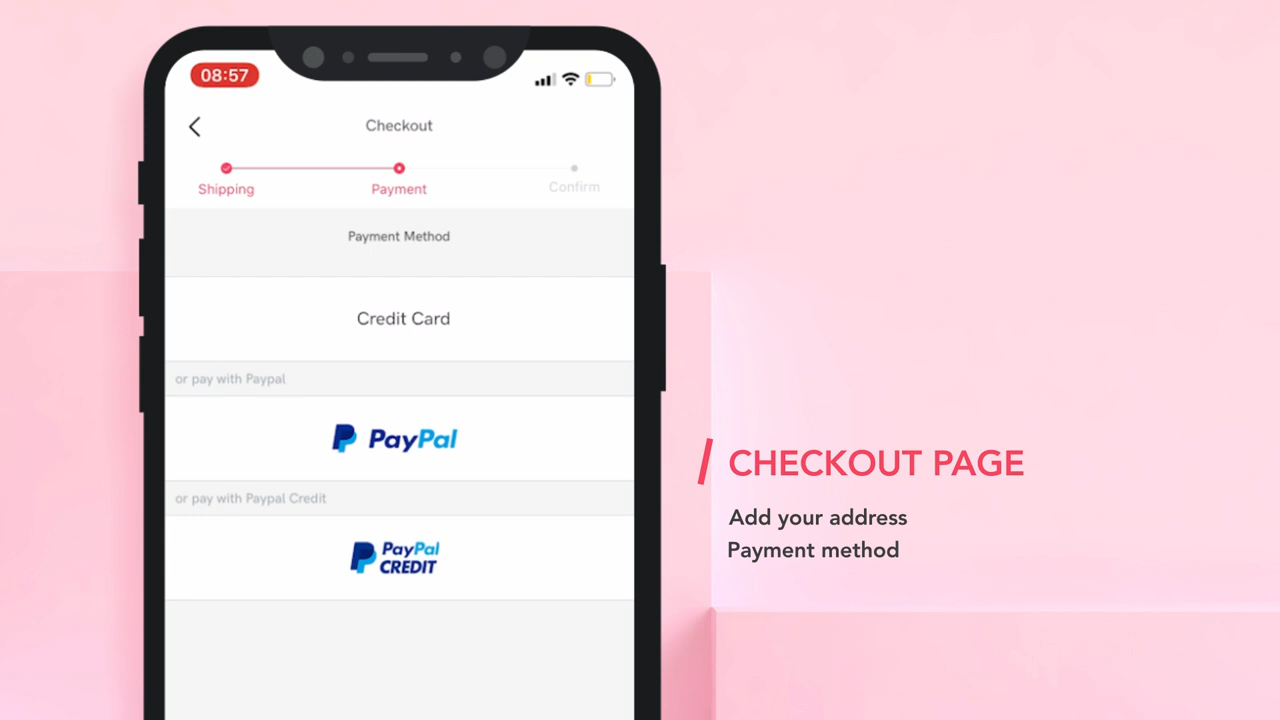 08:57
Checkout
Shipping
Payment
Confirm
Payment Method
Credit Card
or pay with Paypal
PayPal
or pay with Paypal Credit
PayPal
CREDIT
CHECKOUT PAGE
Add your address
Payment method